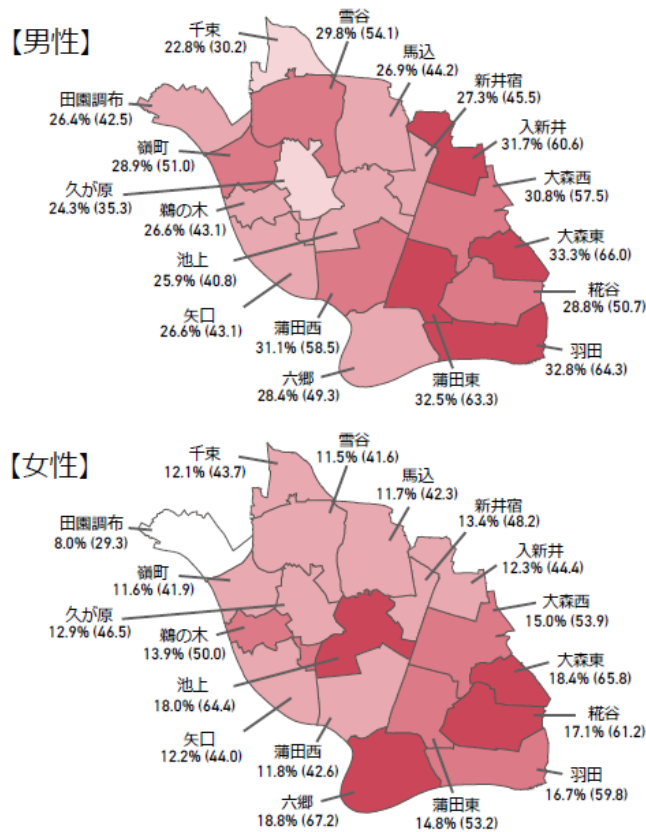 【男性】
千束
22.8% (30.2)
雪谷
29.8% (54.1)
馬込
26.9% (44.2)
新井宿
27.3% (45.5)
田園調布
26.4% (42.5)
入新井
31.7% (60.6)
嶺町
28.9% (51.0)
大森西
30.8% (57.5)
久が原
24.3% (35.3)
鵜の木
26.6% (43.1)
大森東
33.3% (66.0)
池上
25.9% (40.8)
糀谷
28.8% (50.7)
矢口
26.6% (43.1)
蒲田西
31.1% (58.5)
羽田
32.8% (64.3)
六郷
28.4% (49.3)
蒲田東
32.5% (63.3)
【女性】
千束
12.1% (43.7)
雪谷
11.5% (41.6)
馬込
11.7% (42.3)
新井宿
13.4% (48.2)
田園調布
8.0% (29.3)
入新井
12.3% (44.4)
嶺町
11.6% (41.9)
大森西
15.0% (53.9)
久が原
12.9% (46.5)
鵜の木
13.9% (50.0)
大森東
18.4% (65.8)
池上
18.0% (64.4)
糀谷
17.1% (61.2)
矢口
12.2% (44.0)
蒲田西
11.8% (42.6)
羽田
16.7% (59.8)
六郷
18.8% (67.2)
蒲田東
14.8% (53.2)